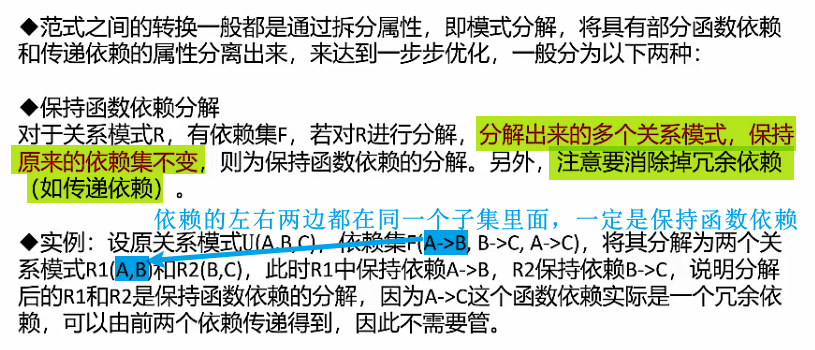 ◆范式之间的转换一般都是通过拆分属性，即模式分解，将具有部分函数依赖
和传递依赖的属性分离出来，来达到一步步优化，一般分为以下两种：
◆保持函数依赖分解
对于关系模式R，有依赖集F，若对R进行分解，分解出来的多个关系模式，保持
原来的依赖集不变，则为保持函数依赖的分解。另外，注意要消除掉冗余依赖
（如传递依赖）。
依赖的左右两边都在同一个子集里面，一定是保持函数依赖
◆实例：设原关系模式U(A,B,C)，依赖集F(A->B, B->C, A->C)，将其分解为两个关
系模式R1(A,B)和R2(B,C)，此时R1中保持依赖A->B，R2保持依赖B->C，说明分解
后的R1和R2是保持函数依赖的分解，因为A->C这个函数依赖实际是一个冗余依
赖，可以由前两个依赖传递得到，因此不需要管。